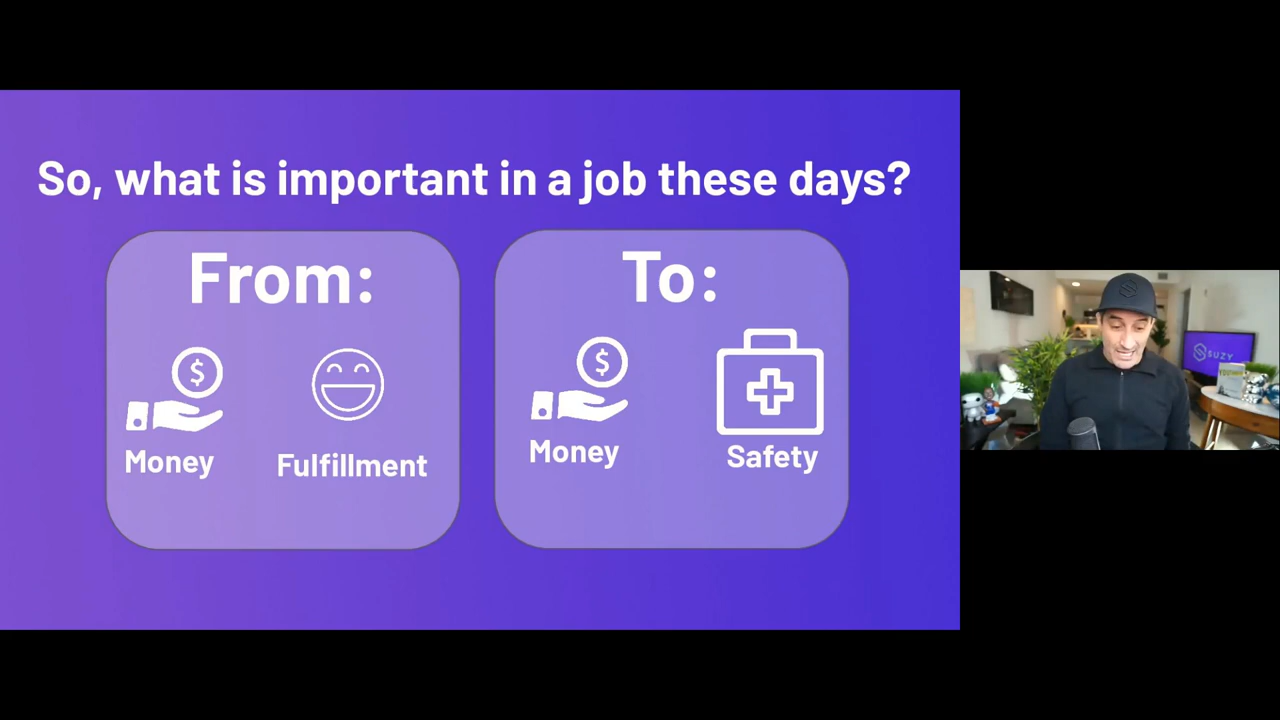 So, what is important in a job these days?
From:
$
Money
Fulfillment
To:
$
Money
Safety
SUZY